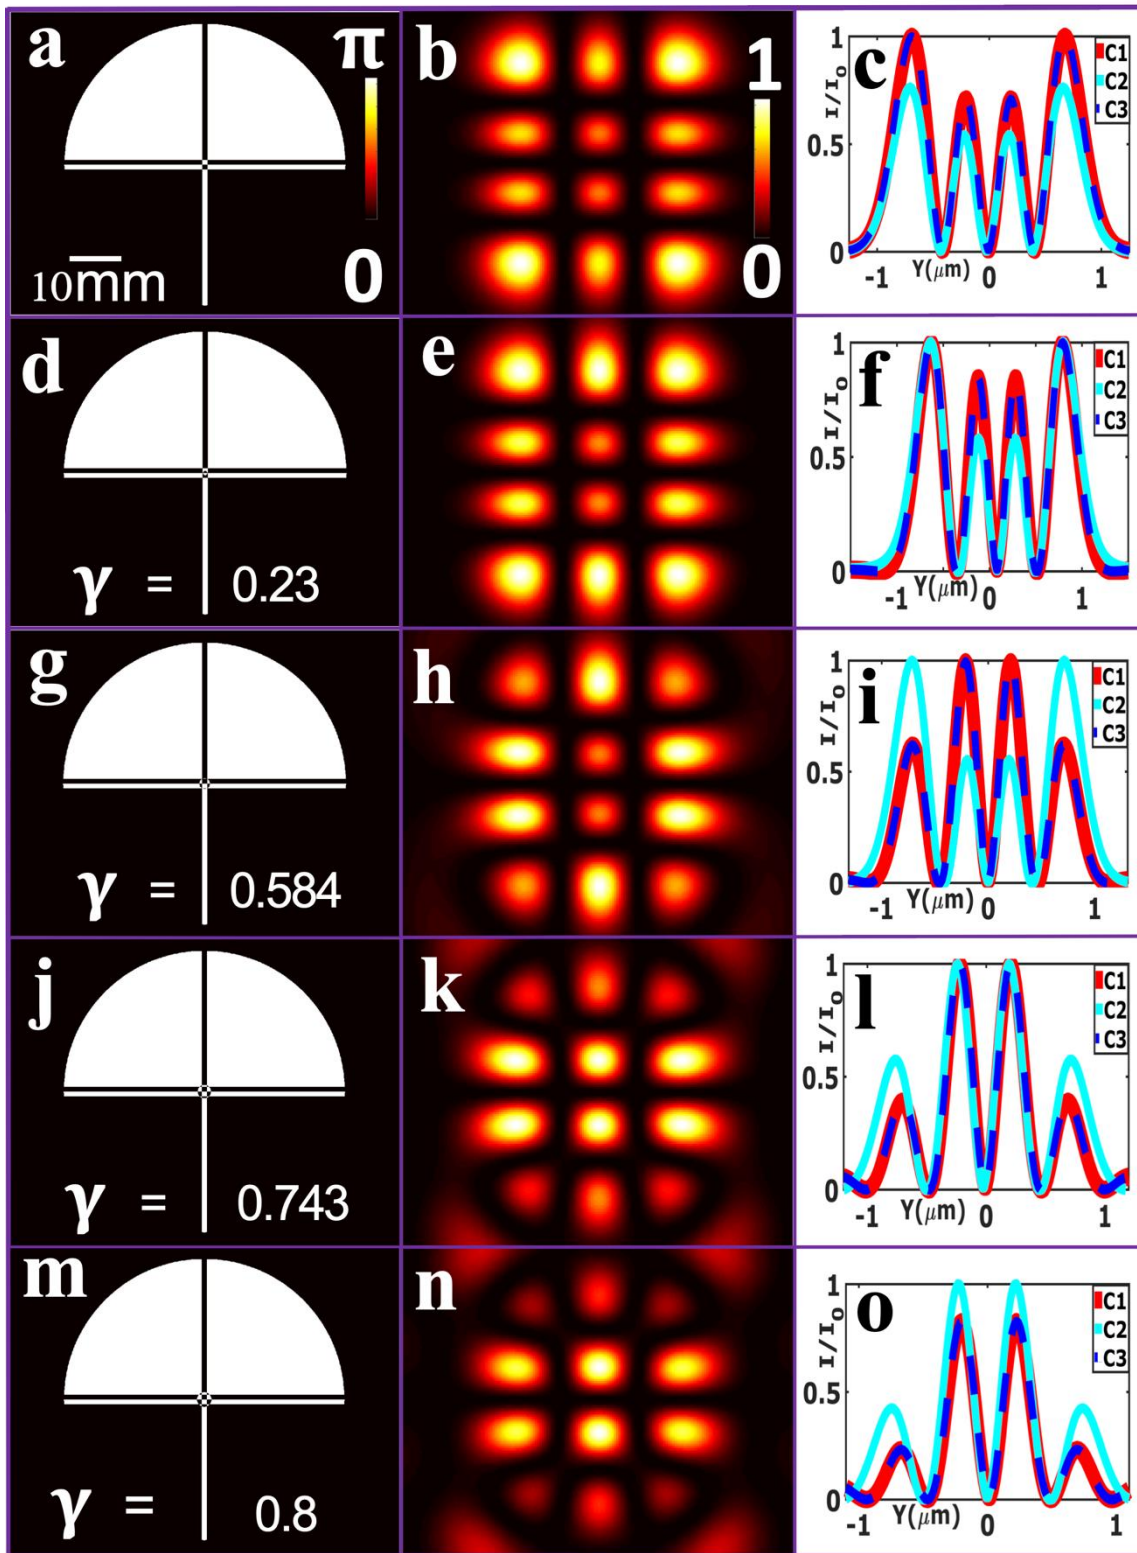 a
π
0
10mm
b
1
0
c
I/I0
1
0.5
0
C1
C2
C3
-1
Y(μm)
0
1
d
γ = 0.23
e
f
I/I0
1
0.5
0
C1
C2
C3
-1
Y(μm)
0
1
g
γ = 0.584
h
i
I/I0
1
0.5
0
C1
C2
C3
-1
Y(μm)
0
1
j
γ = 0.743
k
l
I/I0
1
0.5
0
C1
C2
C3
-1
Y(μm)
0
1
m
γ = 0.8
n
o
I/I0
1
0.5
0
C1
C2
C3
-1
Y(μm)
0
1